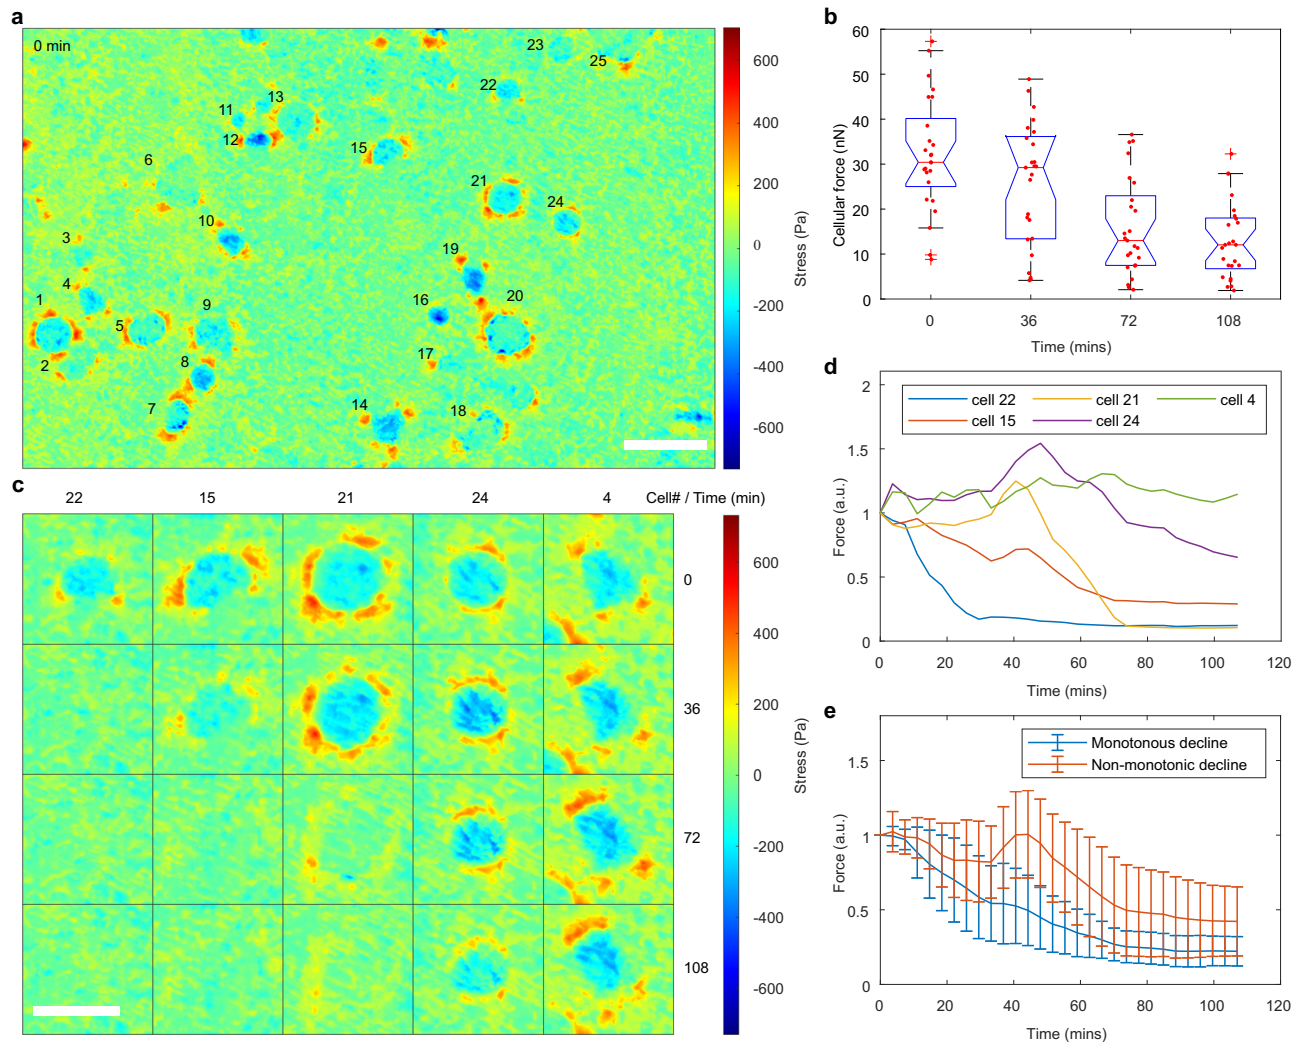 a
0 min
23
25
22
13
11
12
15
6
21
24
10
3
19
4
1
16
20
9
5
2
17
8
7
14
18
600
400
200
0
-200
-400
-600
Stress (Pa)
b
60
50
40
30
20
10
0
Cellular force (nN)
0 36 72 108
Time (mins)
c
22 15 21 24 4 Cell# / Time (min)
0
36
72
108
600
400
200
0
-200
-400
-600
Stress (Pa)
d
2
1.5
1
0.5
0
Force (a.u.)
cell 22 cell 21 cell 4
cell 15 cell 24
0 20 40 60 80 100 120
Time (mins)
e
1.5
1
0.5
0
Force (a.u.)
Monotonous decline
Non-monotonic decline
0 20 40 60 80 100 120
Time (mins)